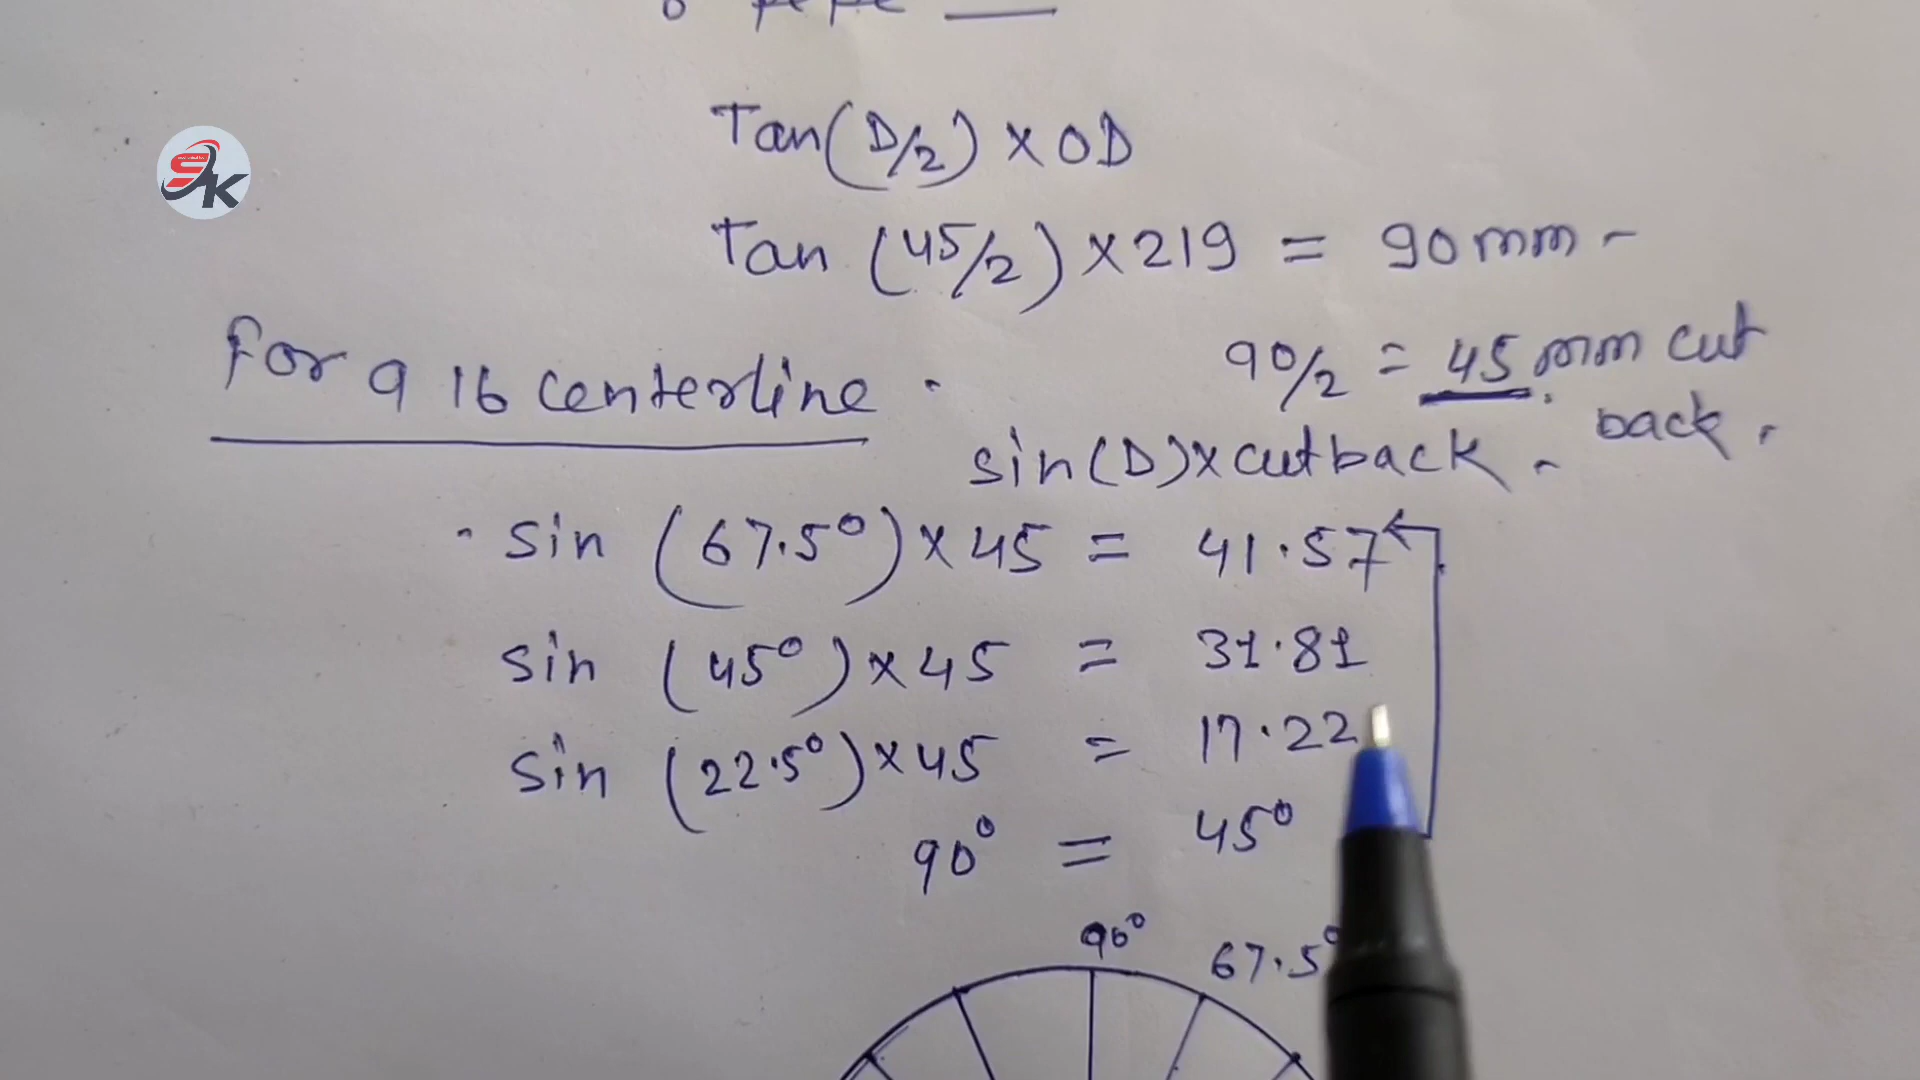 Tan(D/2) × OD
Tan (45/2) × 219 = 90mm -
For a 16 Centerline .
90/2 = 45 mm cut
back .
sin(D)×cutback .
sin (67.5°) × 45 = 41.57
sin (45°) × 45 = 31.81
sin (22.5°) × 45 = 17.22
90° = 45°
90°
67.5°
SK